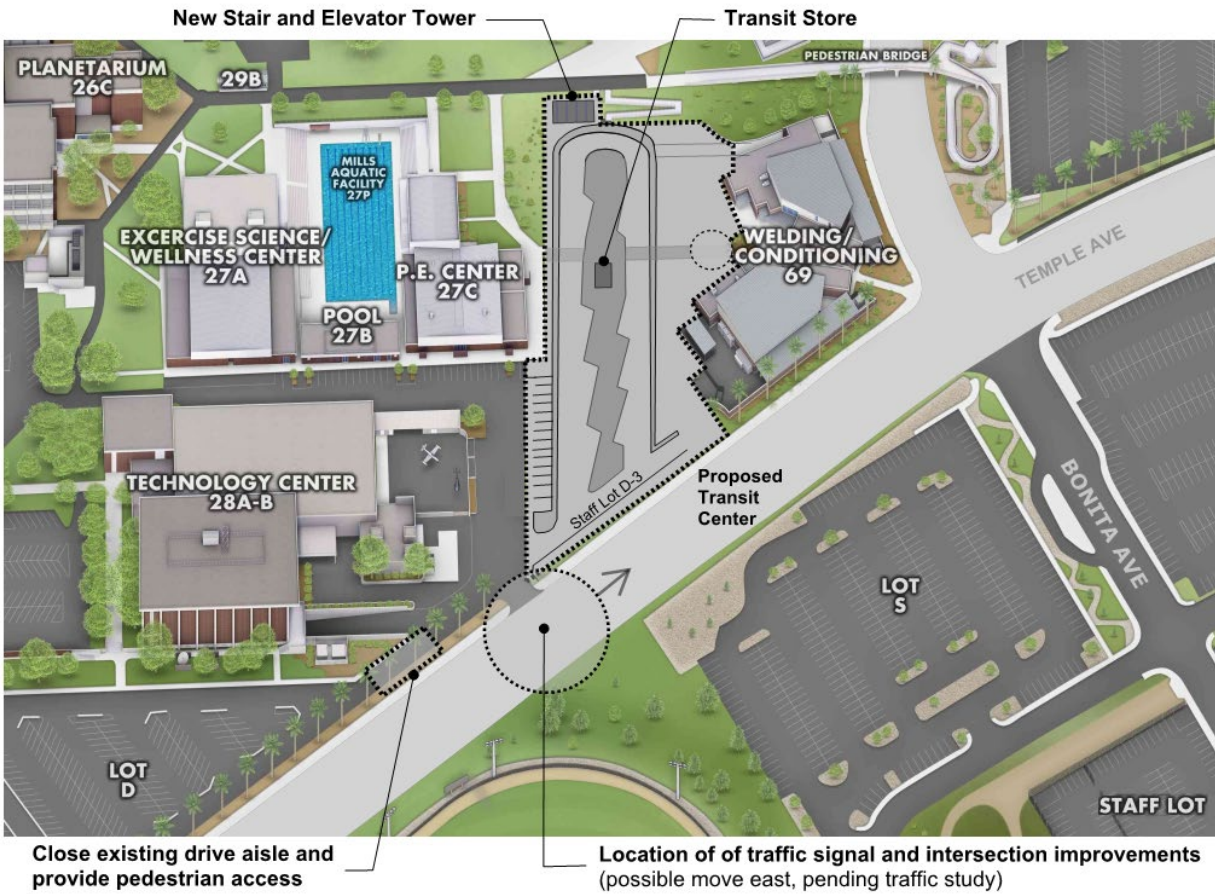 New Stair and Elevator Tower
Transit Store
PLANETARIUM
26C
29B
PEDESTRIAN BRIDGE
MILLS
AQUATIC
FACILITY
27P
EXCERCISE SCIENCE/
WELLNESS CENTER
27A
P.E. CENTER
27C
POOL
27B
WELDING/
CONDITIONING
69
TEMPLE AVE
TECHNOLOGY CENTER
28A-B
Staff Lot D-3
Proposed
Transit
Center
BONITA AVE
LOT
S
LOT
D
STAFF LOT
Close existing drive aisle and
provide pedestrian access
Location of of traffic signal and intersection improvements
(possible move east, pending traffic study)